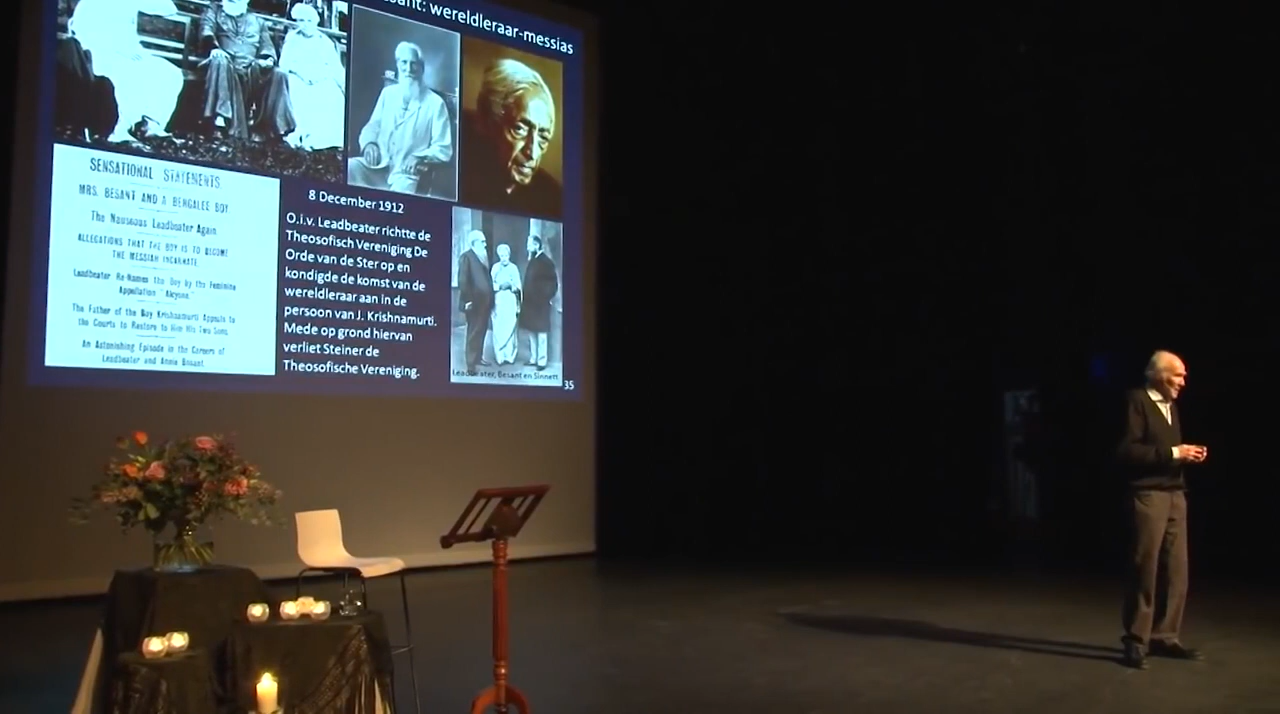 sant: wereldleraar-messias
SENSATIONAL STATEMENTS
MRS. BESANT AND A BENGALEE BOY
The Nauseous Leadbeater Again.
ALLEGATIONS THAT THE BOY IS TO BECOME
THE MESSIAH INCARNATE.
Leadbeater Re-Names the Boy by the Feminine
Appellation "Alcyone"
The Father of the Boy Krishnamurti Appeals to
the Courts to Restore to Him His Two Sons.
An Astonishing Episode in the Careers of
Leadbeater and Annie Besant.
8 December 1912
O.i.v. Leadbeater richtte de
Theosofisch Vereniging De
Orde van de Ster op en
kondigde de komst van de
wereldleraar aan in de
persoon van J. Krishnamurti.
Mede op grond hiervan
verliet Steiner de
Theosofische Vereniging.
Leadbeater, Besant en Sinnett
35